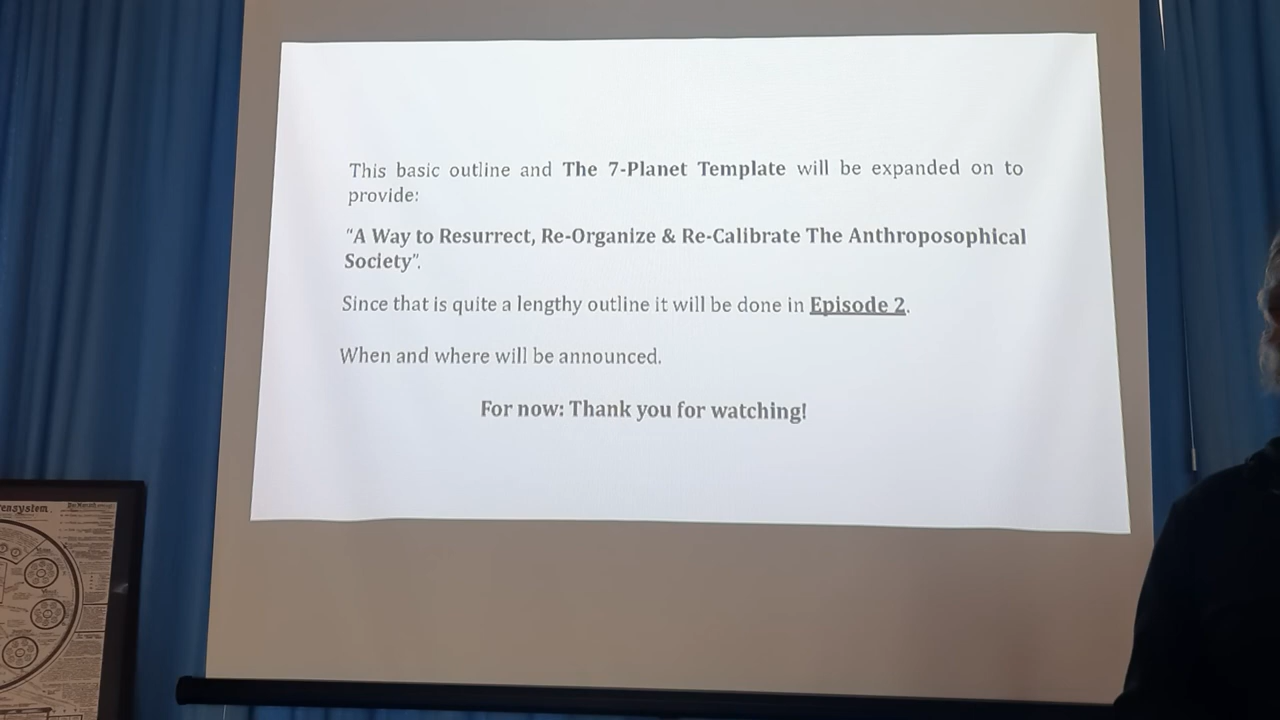 This basic outline and The 7-Planet Template will be expanded on to
provide:
"A Way to Resurrect, Re-Organize & Re-Calibrate The Anthroposophical
Society".
Since that is quite a lengthy outline it will be done in Episode 2.
When and where will be announced.
For now: Thank you for watching!